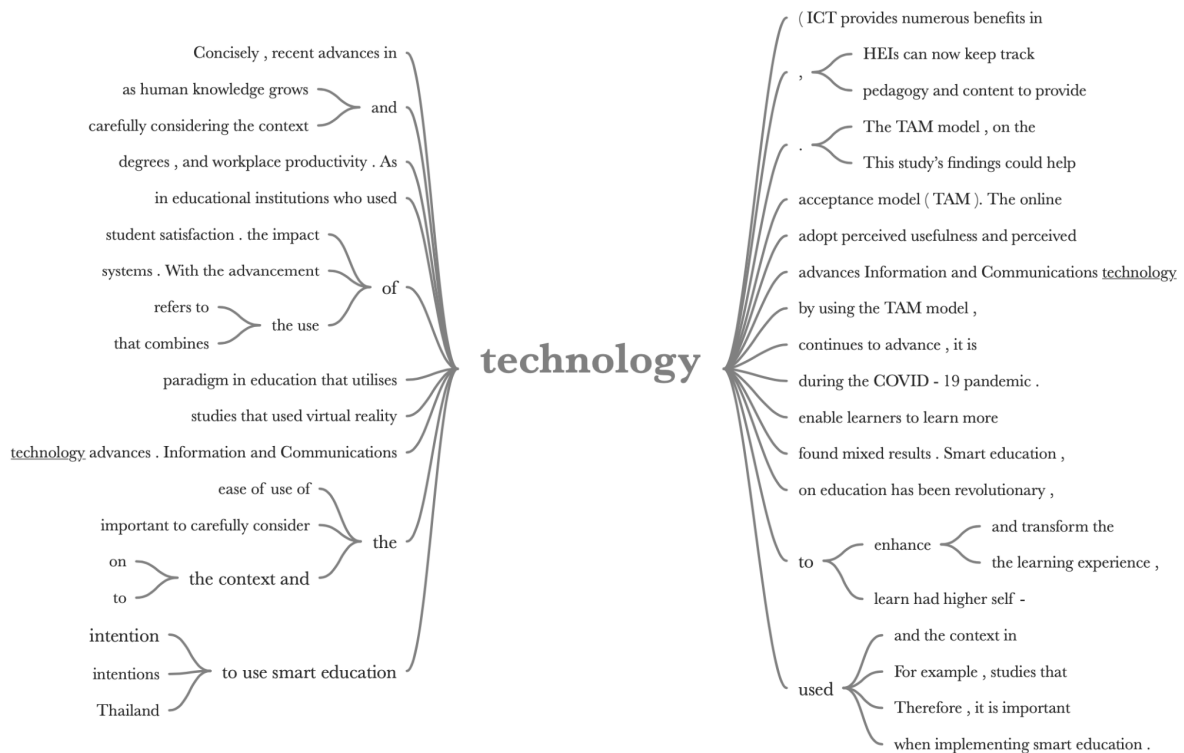 Concisely , recent advances in
as human knowledge grows
carefully considering the context
and
degrees , and workplace productivity . As
in educational institutions who used
student satisfaction . the impact
systems . With the advancement
refers to
that combines
the use
of
paradigm in education that utilises
studies that used virtual reality
technology advances . Information and Communications
ease of use of
important to carefully consider
on
to
the context and
the
intention
intentions
Thailand
to use smart education
technology
( ICT provides numerous benefits in
,
HEIs can now keep track
pedagogy and content to provide
.
The TAM model , on the
This study's findings could help
acceptance model ( TAM ). The online
adopt perceived usefulness and perceived
advances Information and Communications technology
by using the TAM model ,
continues to advance , it is
during the COVID - 19 pandemic .
enable learners to learn more
found mixed results . Smart education ,
on education has been revolutionary ,
to
enhance
and transform the
the learning experience ,
learn had higher self -
used
and the context in
For example , studies that
Therefore , it is important
when implementing smart education .